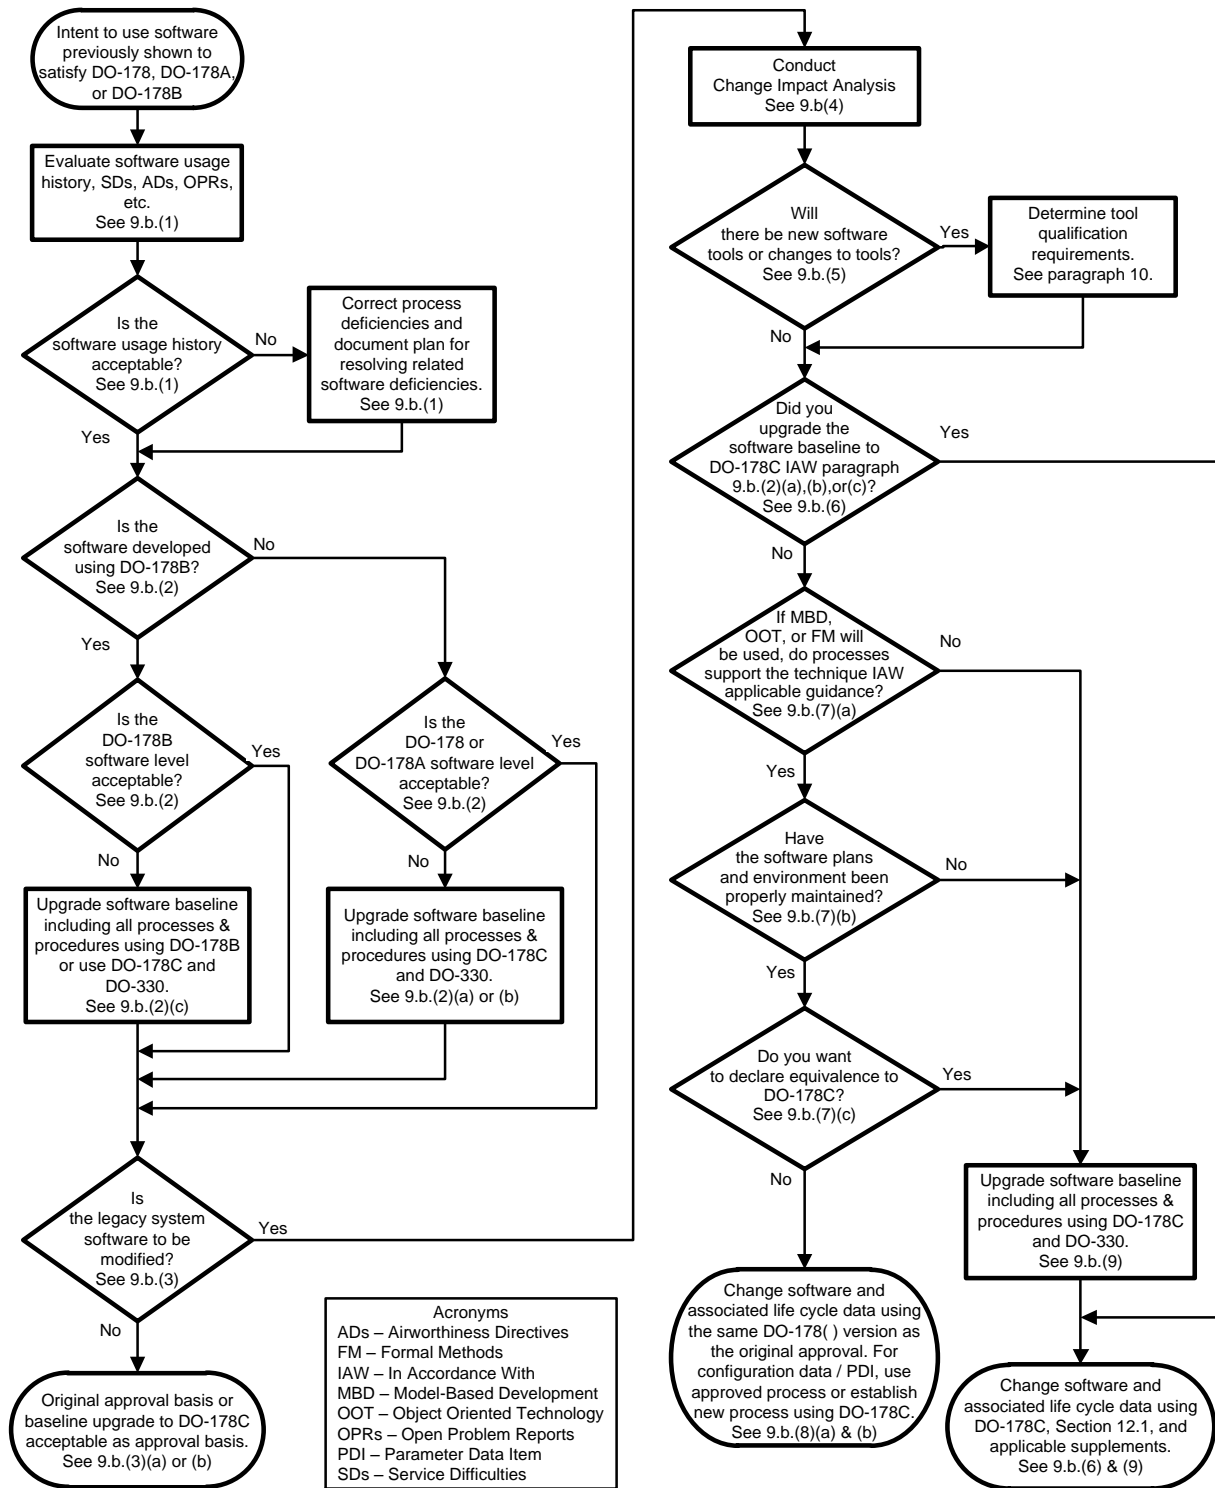 Intent to use software
previously shown to
satisfy DO-178, DO-178A,
or DO-178B
Evaluate software usage
history, SDs, ADs, OPRs,
etc.
See 9.b.(1)
Is the
software usage history
acceptable?
See 9.b.(1)
No
Yes
Correct process
deficiencies and
document plan for
resolving related
software deficiencies.
See 9.b.(1)
Is the
software developed
using DO-178B?
See 9.b.(2)
No
Yes
Is the
DO-178B
software level
acceptable?
See 9.b.(2)
Yes
No
Is the
DO-178 or
DO-178A software level
acceptable?
See 9.b.(2)
Yes
No
Upgrade software baseline
including all processes &
procedures using DO-178B
or use DO-178C and
DO-330.
See 9.b.(2)(c)
Upgrade software baseline
including all processes &
procedures using DO-178C
and DO-330.
See 9.b.(2)(a) or (b)
Is
the legacy system
software to be
modified?
See 9.b.(3)
Yes
No
Original approval basis or
baseline upgrade to DO-178C
acceptable as approval basis.
See 9.b.(3)(a) or (b)
Acronyms
ADs – Airworthiness Directives
FM – Formal Methods
IAW – In Accordance With
MBD – Model-Based Development
OOT – Object Oriented Technology
OPRs – Open Problem Reports
PDI – Parameter Data Item
SDs – Service Difficulties
Conduct
Change Impact Analysis
See 9.b(4)
Will
there be new software
tools or changes to tools?
See 9.b.(5)
Yes
No
Determine tool
qualification
requirements.
See paragraph 10.
Did you
upgrade the
software baseline to
DO-178C IAW paragraph
9.b.(2)(a),(b),or(c)?
See 9.b.(6)
Yes
No
If MBD,
OOT, or FM will
be used, do processes
support the technique IAW
applicable guidance?
See 9.b.(7)(a)
No
Yes
Have
the software plans
and environment been
properly maintained?
See 9.b.(7)(b)
No
Yes
Do you want
to declare equivalence to
DO-178C?
See 9.b.(7)(c)
Yes
No
Upgrade software baseline
including all processes &
procedures using DO-178C
and DO-330.
See 9.b.(9)
Change software and
associated life cycle data using
the same DO-178( ) version as
the original approval. For
configuration data / PDI, use
approved process or establish
new process using DO-178C.
See 9.b.(8)(a) & (b)
Change software and
associated life cycle data using
DO-178C, Section 12.1, and
applicable supplements.
See 9.b.(6) & (9)